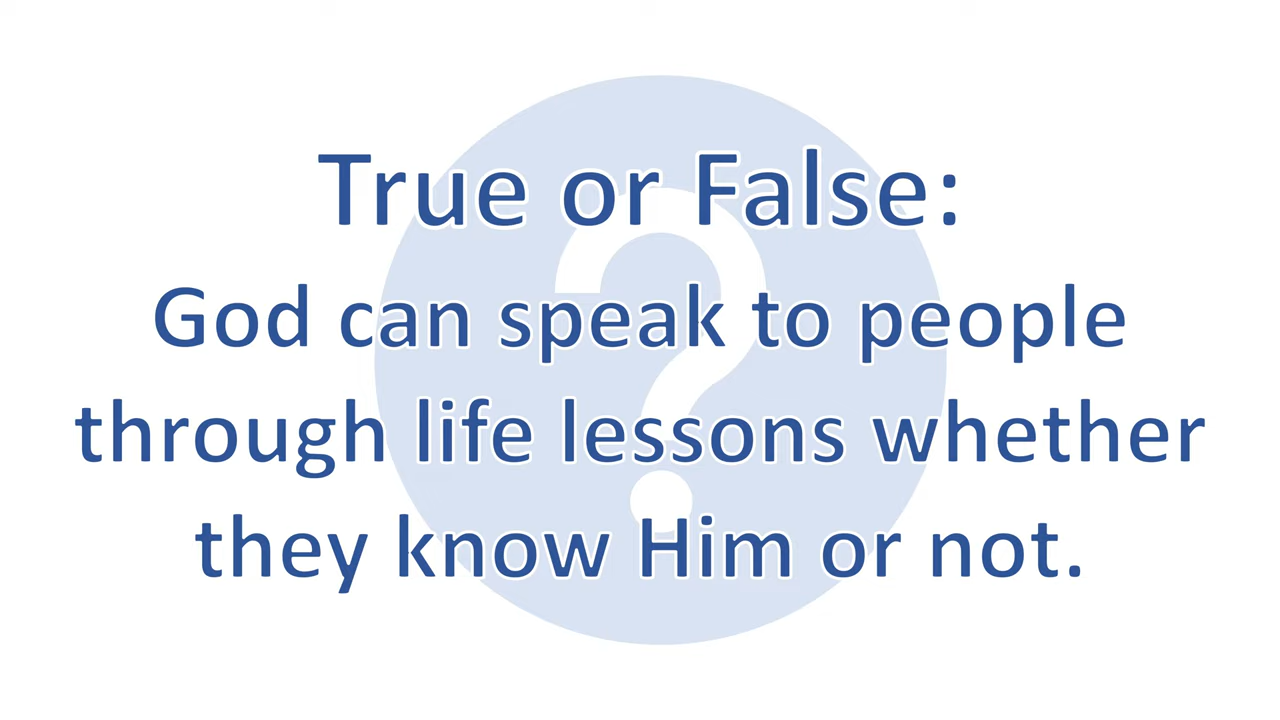 True or False:
God can speak to people
through life lessons whether
they know Him or not.